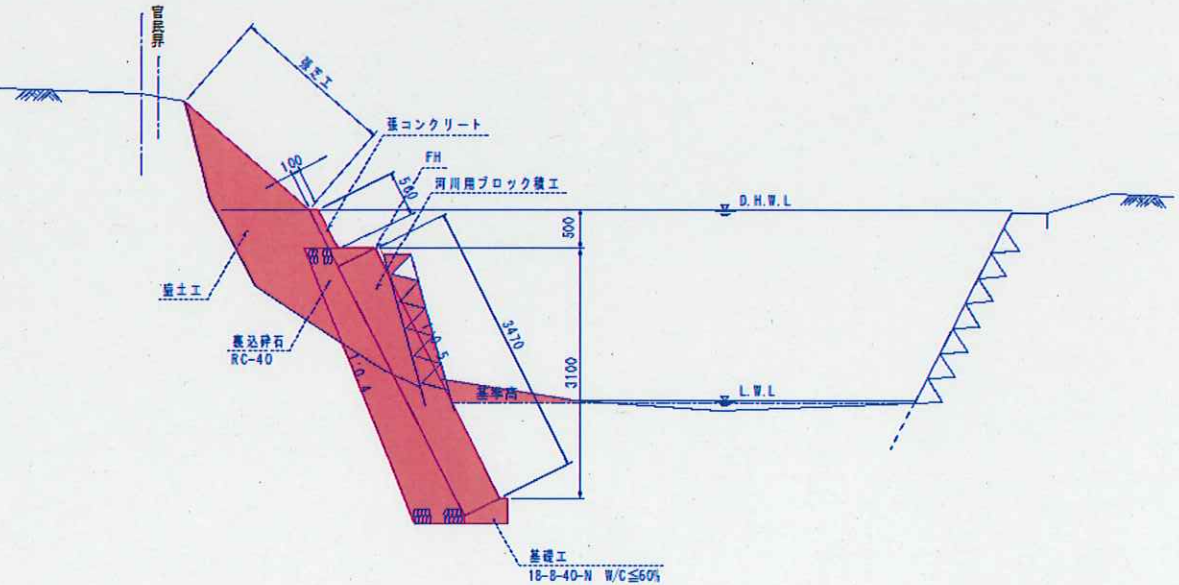 官民界
張芝工
張コンクリート
100
FH
560
河川用ブロック積工
D.H.W.L
500
盛土工
裏込砕石
RC-40
1:0.4
1:0.5
3470
3100
基準高
L.W.L
基礎工
18-8-40-N W/C≦60%